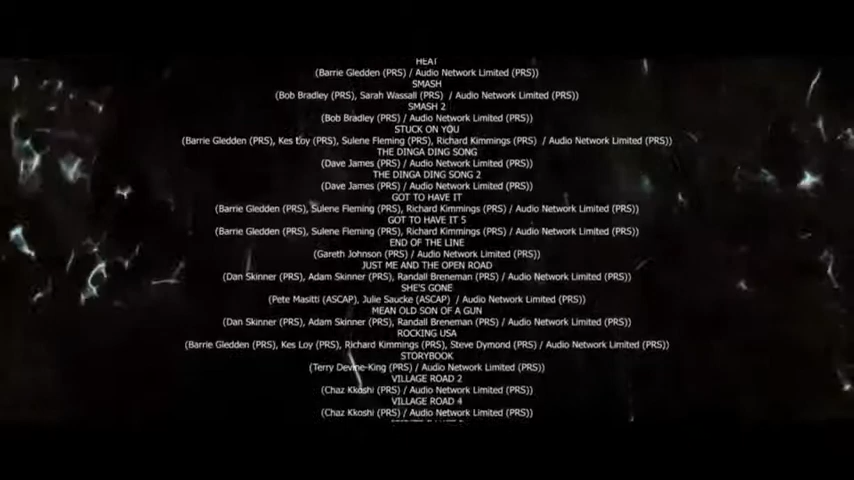 HEAT
(Barrie Gledden (PRS) / Audio Network Limited (PRS))
SMASH
(Bob Bradley (PRS), Sarah Wassall (PRS) / Audio Network Limited (PRS))
SMASH 2
(Bob Bradley (PRS) / Audio Network Limited (PRS))
STUCK ON YOU
(Barrie Gledden (PRS), Kes Loy (PRS), Sulene Fleming (PRS), Richard Kimmings (PRS) / Audio Network Limited (PRS))
THE DINGA DING SONG
(Dave James (PRS) / Audio Network Limited (PRS))
THE DINGA DING SONG 2
(Dave James (PRS) / Audio Network Limited (PRS))
GOT TO HAVE IT
(Barrie Gledden (PRS), Sulene Fleming (PRS), Richard Kimmings (PRS) / Audio Network Limited (PRS))
GOT TO HAVE IT 5
(Barrie Gledden (PRS), Sulene Fleming (PRS), Richard Kimmings (PRS) / Audio Network Limited (PRS))
END OF THE LINE
(Gareth Johnson (PRS) / Audio Network Limited (PRS))
JUST ME AND THE OPEN ROAD
(Dan Skinner (PRS), Adam Skinner (PRS), Randall Breneman (PRS) / Audio Network Limited (PRS))
SHE'S GONE
(Pete Masitti (ASCAP), Julie Saucke (ASCAP) / Audio Network Limited (PRS))
MEAN OLD SON OF A GUN
(Dan Skinner (PRS), Adam Skinner (PRS), Randall Breneman (PRS) / Audio Network Limited (PRS))
ROCKING USA
(Barrie Gledden (PRS), Kes Loy (PRS), Richard Kimmings (PRS), Steve Dymond (PRS) / Audio Network Limited (PRS))
STORYBOOK
(Terry Devine-King (PRS) / Audio Network Limited (PRS))
VILLAGE ROAD 2
(Chaz Kkoshi (PRS) / Audio Network Limited (PRS))
VILLAGE ROAD 4
(Chaz Kkoshi (PRS) / Audio Network Limited (PRS))